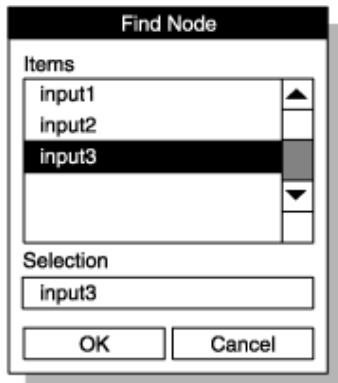 Find Node
Items
input1
input2
input3
Selection
input3
OK Cancel